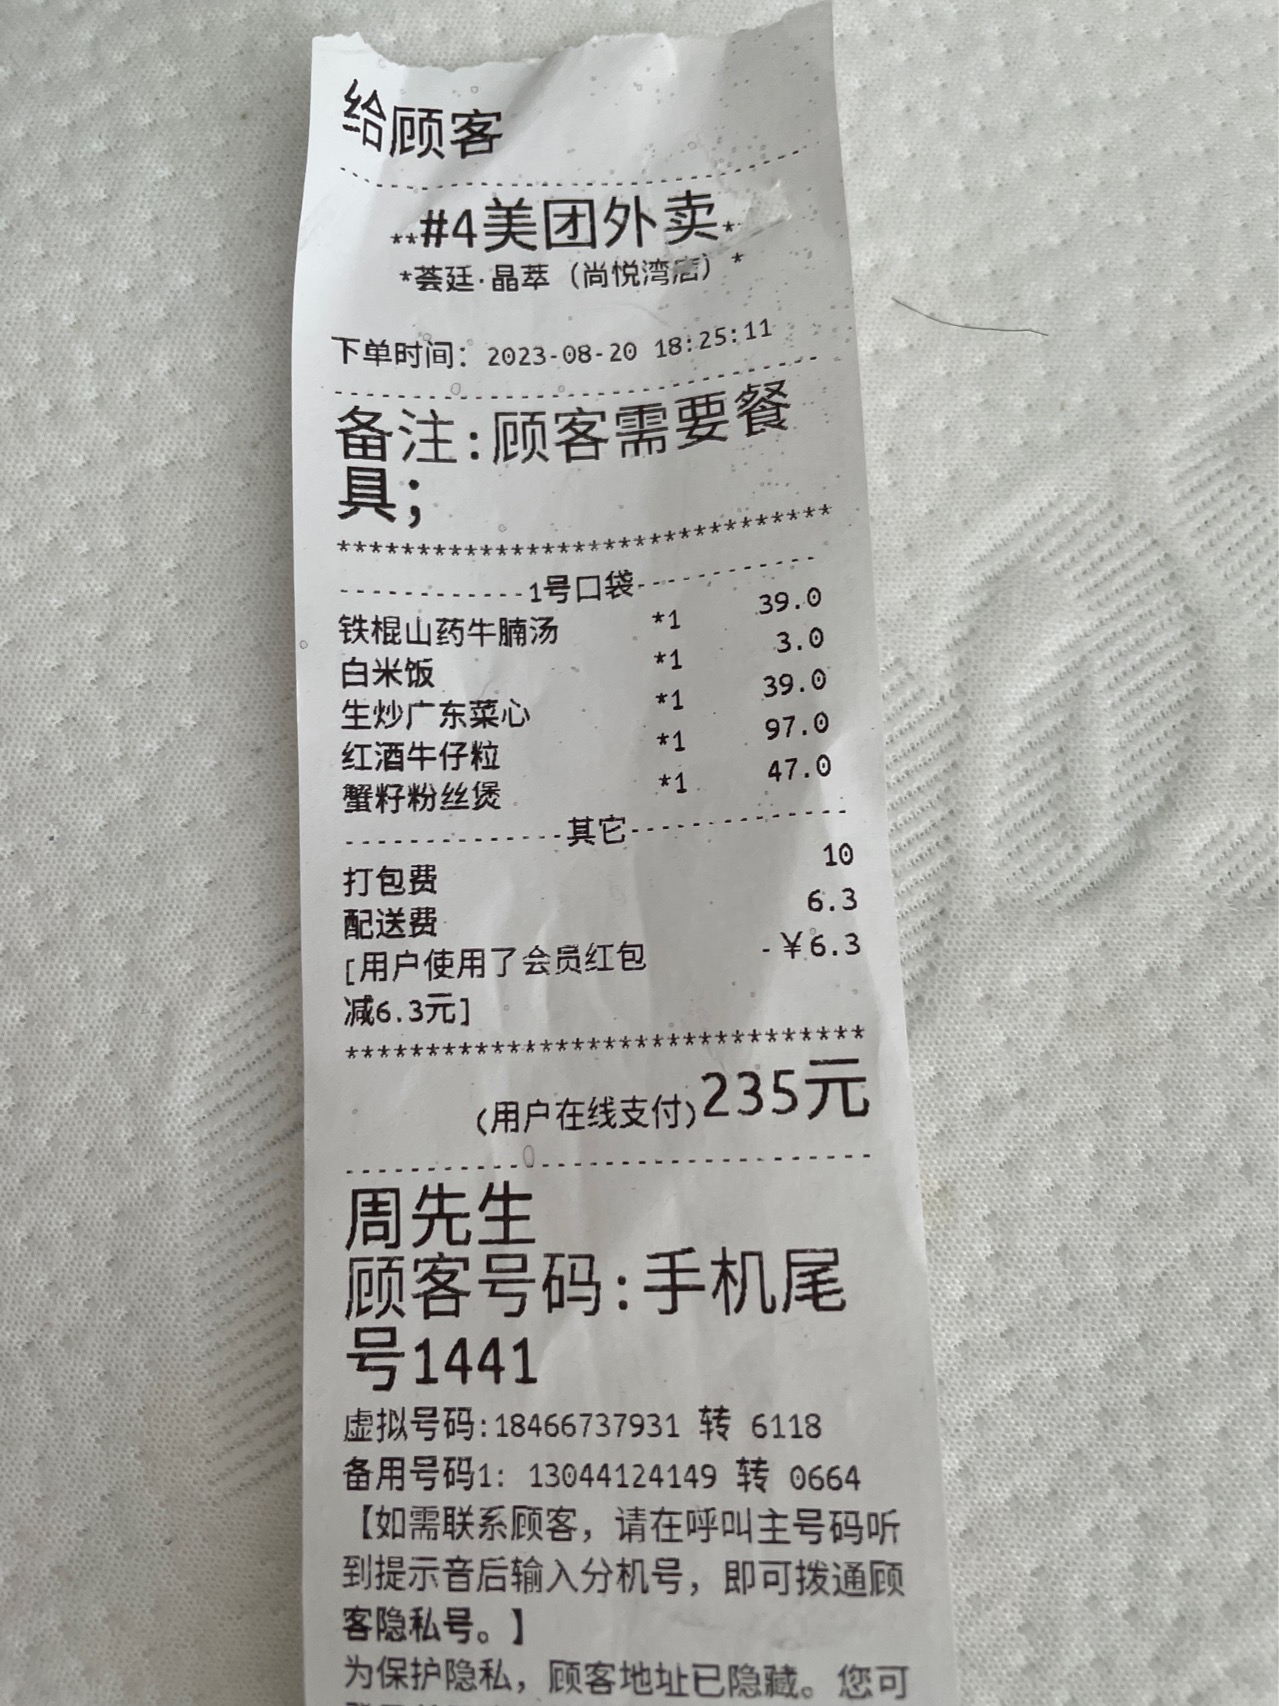 给顾客
**#4美团外卖*
*荟廷·晶萃（尚悦湾店）*
下单时间：2023-08-20 18:25:11
备注:顾客需要餐
具;
*******************************
------------1号口袋------------
铁棍山药牛腩汤 *1 39.0
白米饭 *1 3.0
生炒广东菜心 *1 39.0
红酒牛仔粒 *1 97.0
蟹籽粉丝煲 *1 47.0
--------------其它--------------
打包费 10
配送费 6.3
[用户使用了会员红包 -￥6.3
减6.3元]
********************************
(用户在线支付)235元
周先生
顾客号码:手机尾
号1441
虚拟号码:18466737931 转 6118
备用号码1: 13044124149 转 0664
【如需联系顾客，请在呼叫主号码听
到提示音后输入分机号，即可拨通顾
客隐私号。】
为保护隐私，顾客地址已隐藏。您可